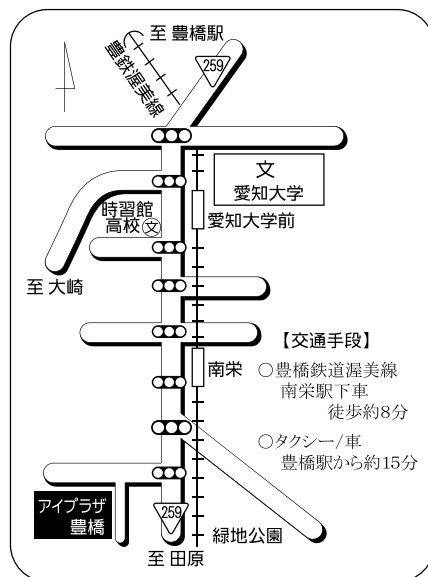 至 豊橋駅
豊鉄渥美線
259
文
愛知大学
時習館
高校 文
愛知大学前
至 大崎
【交通手段】
南栄
○豊橋鉄道渥美線
南栄駅下車
徒歩約8分
○タクシー/車
豊橋駅から約15分
アイプラザ
豊橋
259
緑地公園
至 田原